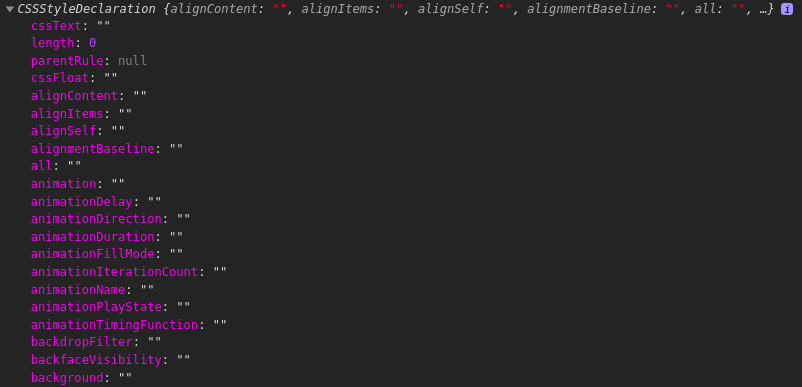 CSSStyleDeclaration {alignContent: "", alignItems: "", alignSelf: "", alignmentBaseline: "", all: "", …} i
cssText: ""
length: 0
parentRule: null
cssFloat: ""
alignContent: ""
alignItems: ""
alignSelf: ""
alignmentBaseline: ""
all: ""
animation: ""
animationDelay: ""
animationDirection: ""
animationDuration: ""
animationFillMode: ""
animationIterationCount: ""
animationName: ""
animationPlayState: ""
animationTimingFunction: ""
backdropFilter: ""
backfaceVisibility: ""
background: ""